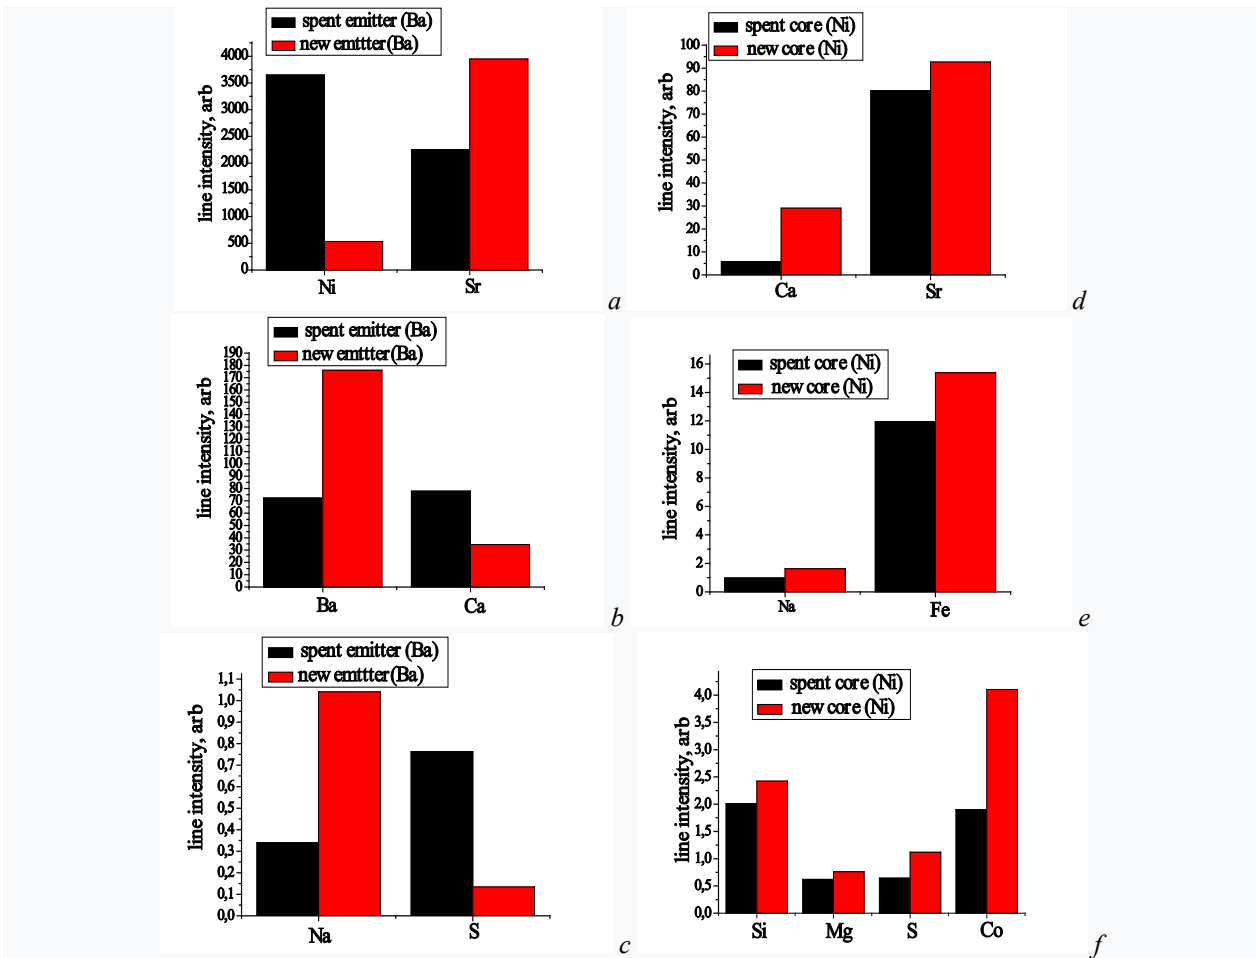 spent emitter (Ba)
new emttter(Ba)
line intensity, arb
4000
3500
3000
2500
2000
1500
1000
500
0
Ni
Sr
a
spent core (Ni)
new core (Ni)
line intensity, arb
100
90
80
70
60
50
40
30
20
10
0
Ca
Sr
d
spent emitter (Ba)
new emttter(Ba)
line intensity, arb
190
180
170
160
150
140
130
120
110
100
90
80
70
60
50
40
30
20
10
0
Ba
Ca
b
spent core (Ni)
new core (Ni)
line intensity, arb
16
14
12
10
8
6
4
2
0
Na
Fe
e
spent emitter (Ba)
new emttter(Ba)
line intensity, arb
1,1
1,0
0,9
0,8
0,7
0,6
0,5
0,4
0,3
0,2
0,1
0,0
Na
S
c
spent core (Ni)
new core (Ni)
line intensity, arb
4,0
3,5
3,0
2,5
2,0
1,5
1,0
0,5
0,0
Si
Mg
S
Co
f